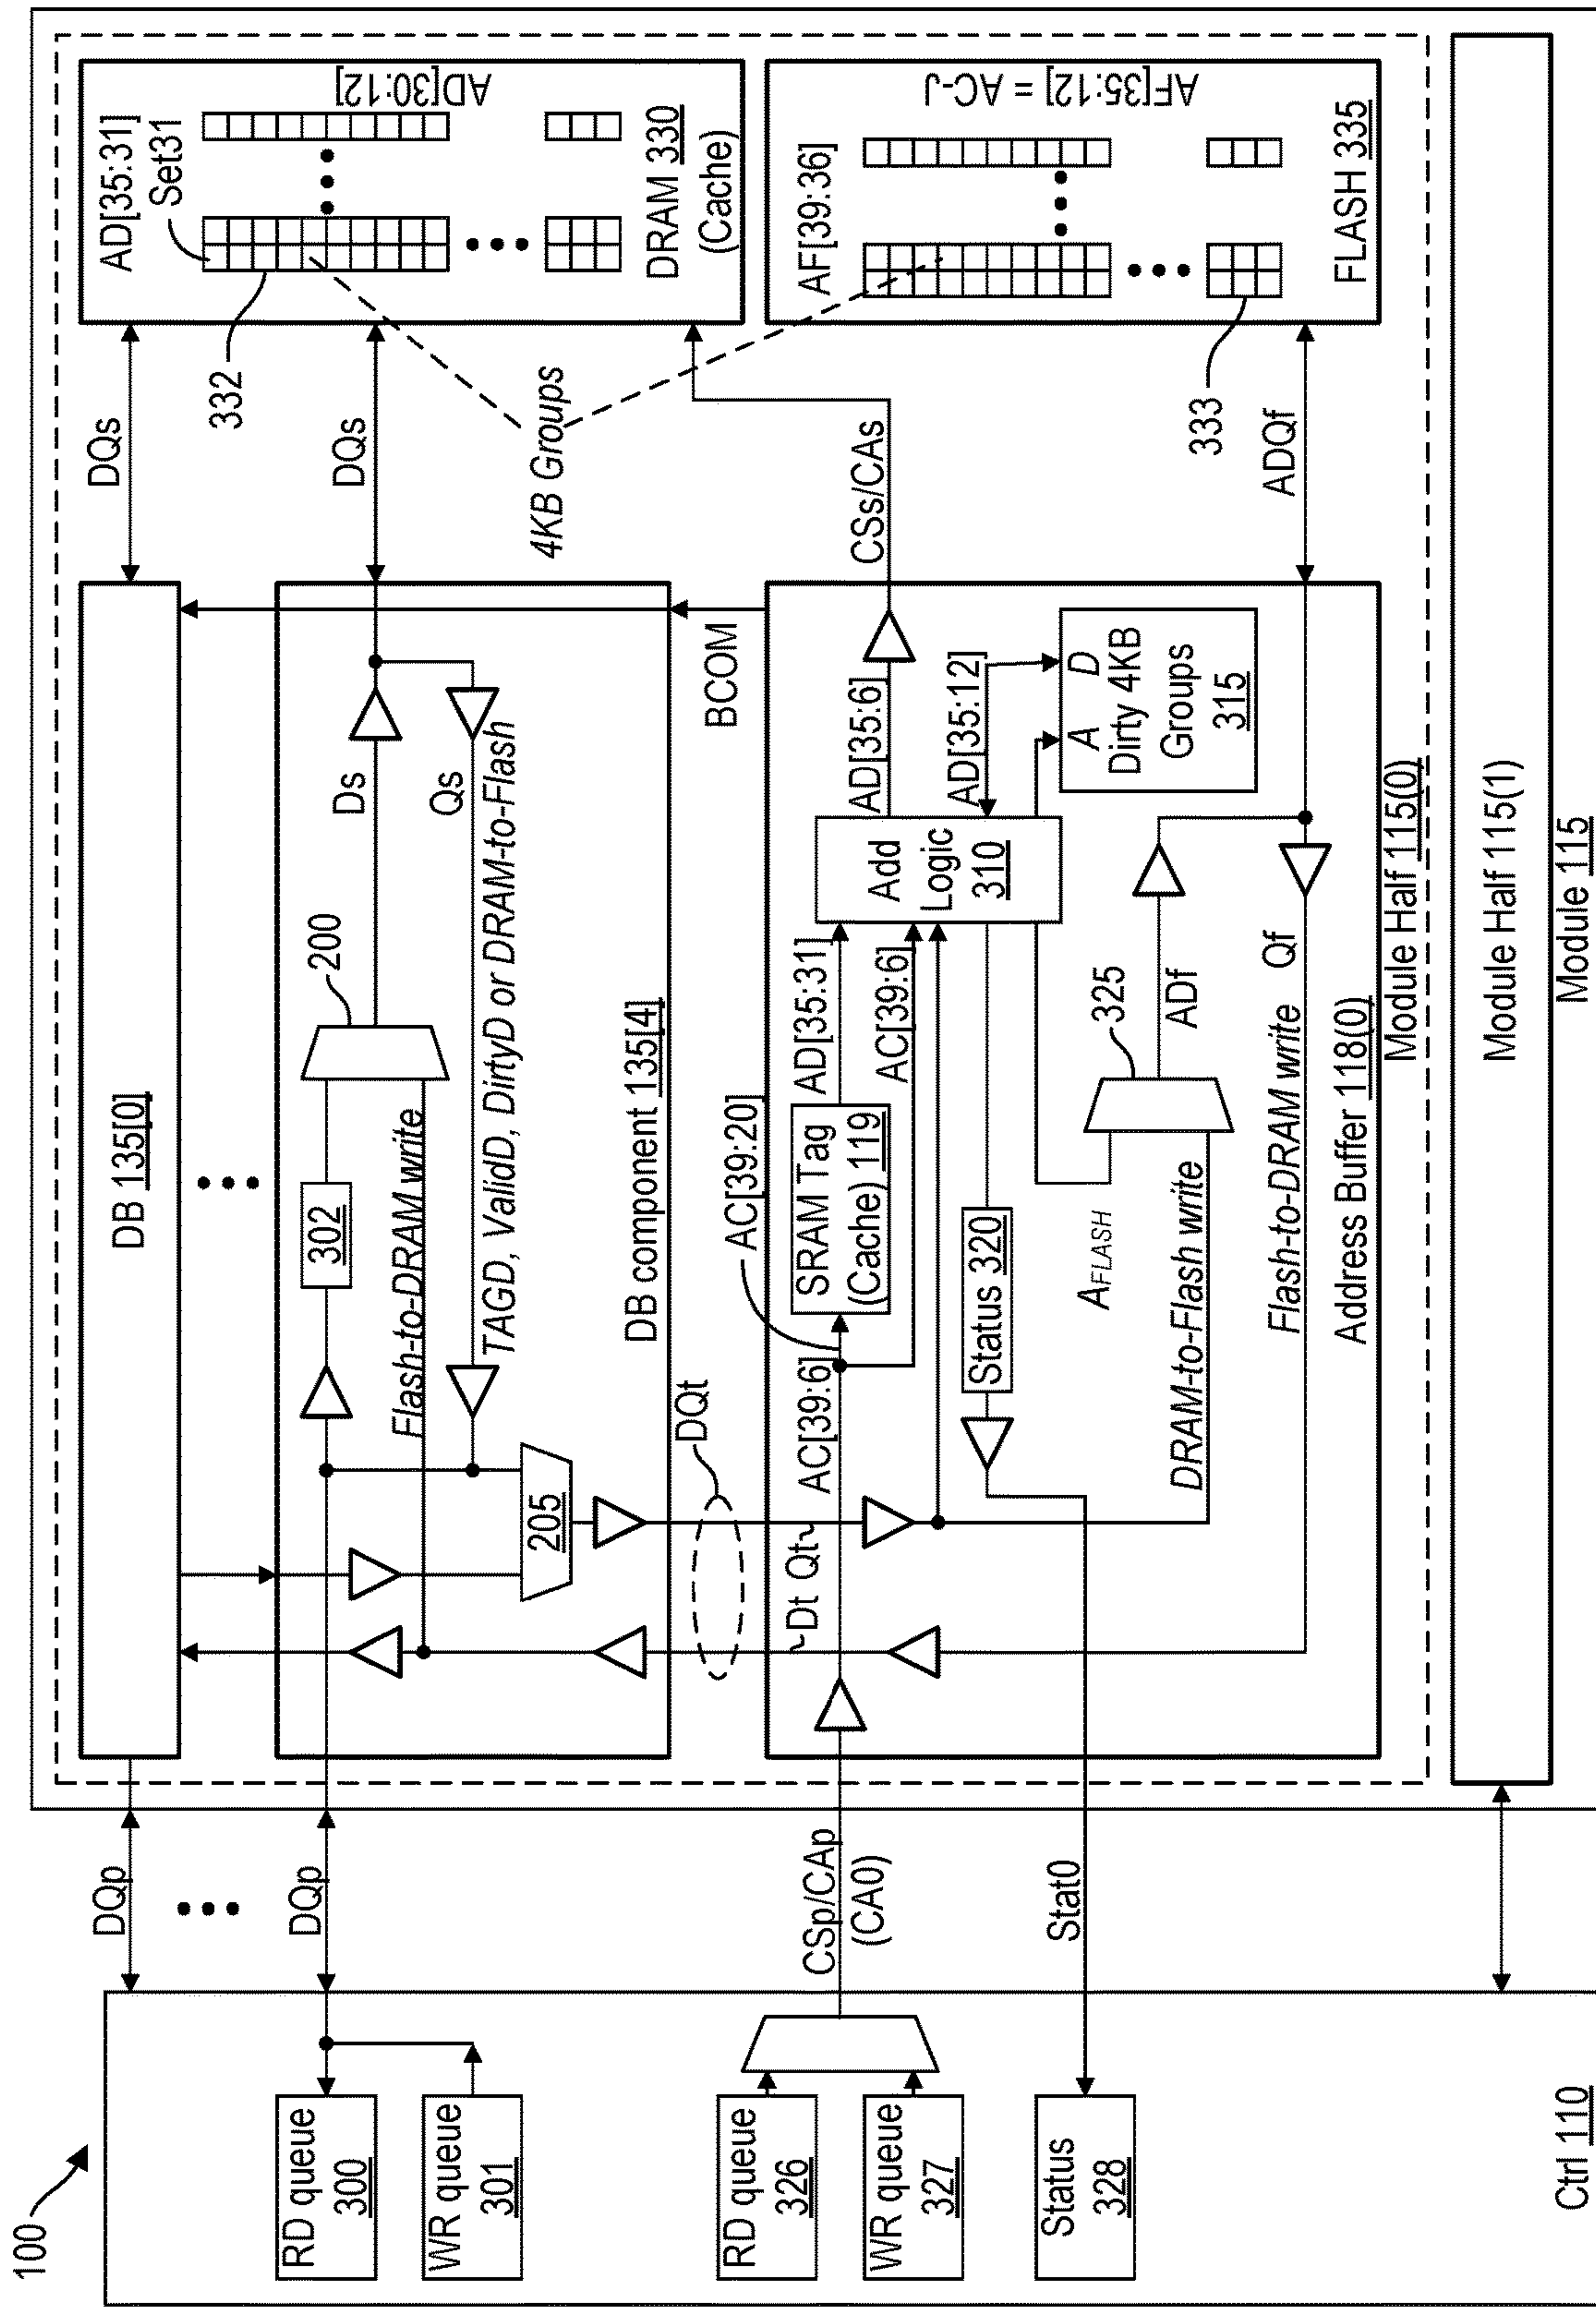 100
RD queue
300
WR queue
301
RD queue
326
WR queue
327
Status
328
Ctrl 110
DQp
DQp
CSp/CAp
(CA0)
Stat0
DB 135[0]
302
200
Flash-to-DRAM write
Ds
Qs
TAGD, ValidD, DirtyD or DRAM-to-Flash
205
DB component 135[4]
DQt
BCOM
Dt Qt
AC[39:6]
AC[39:20]
SRAM Tag
(Cache) 119
AD[35:31]
AC[39:6]
Add
Logic
310
AD[35:6]
AD[35:12]
A D
Dirty 4KB
Groups
315
Status 320
AFLASH
325
ADf
DRAM-to-Flash write
Flash-to-DRAM write
Qf
Address Buffer 118(0)
Module Half 115(0)
Module Half 115(1)
Module 115
DQs
DQs
4KB Groups
CSs/CAs
ADQf
AD[35:31]
Set31
AD[30:12]
332
DRAM 330
(Cache)
AF[39:36]
AF[35:12] = AC-J
333
FLASH 335